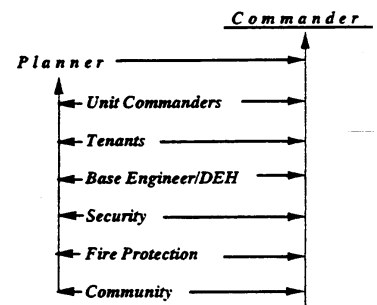 Commander
Planner
Unit Commanders
Tenants
Base Engineer/DEH
Security
Fire Protection
Community